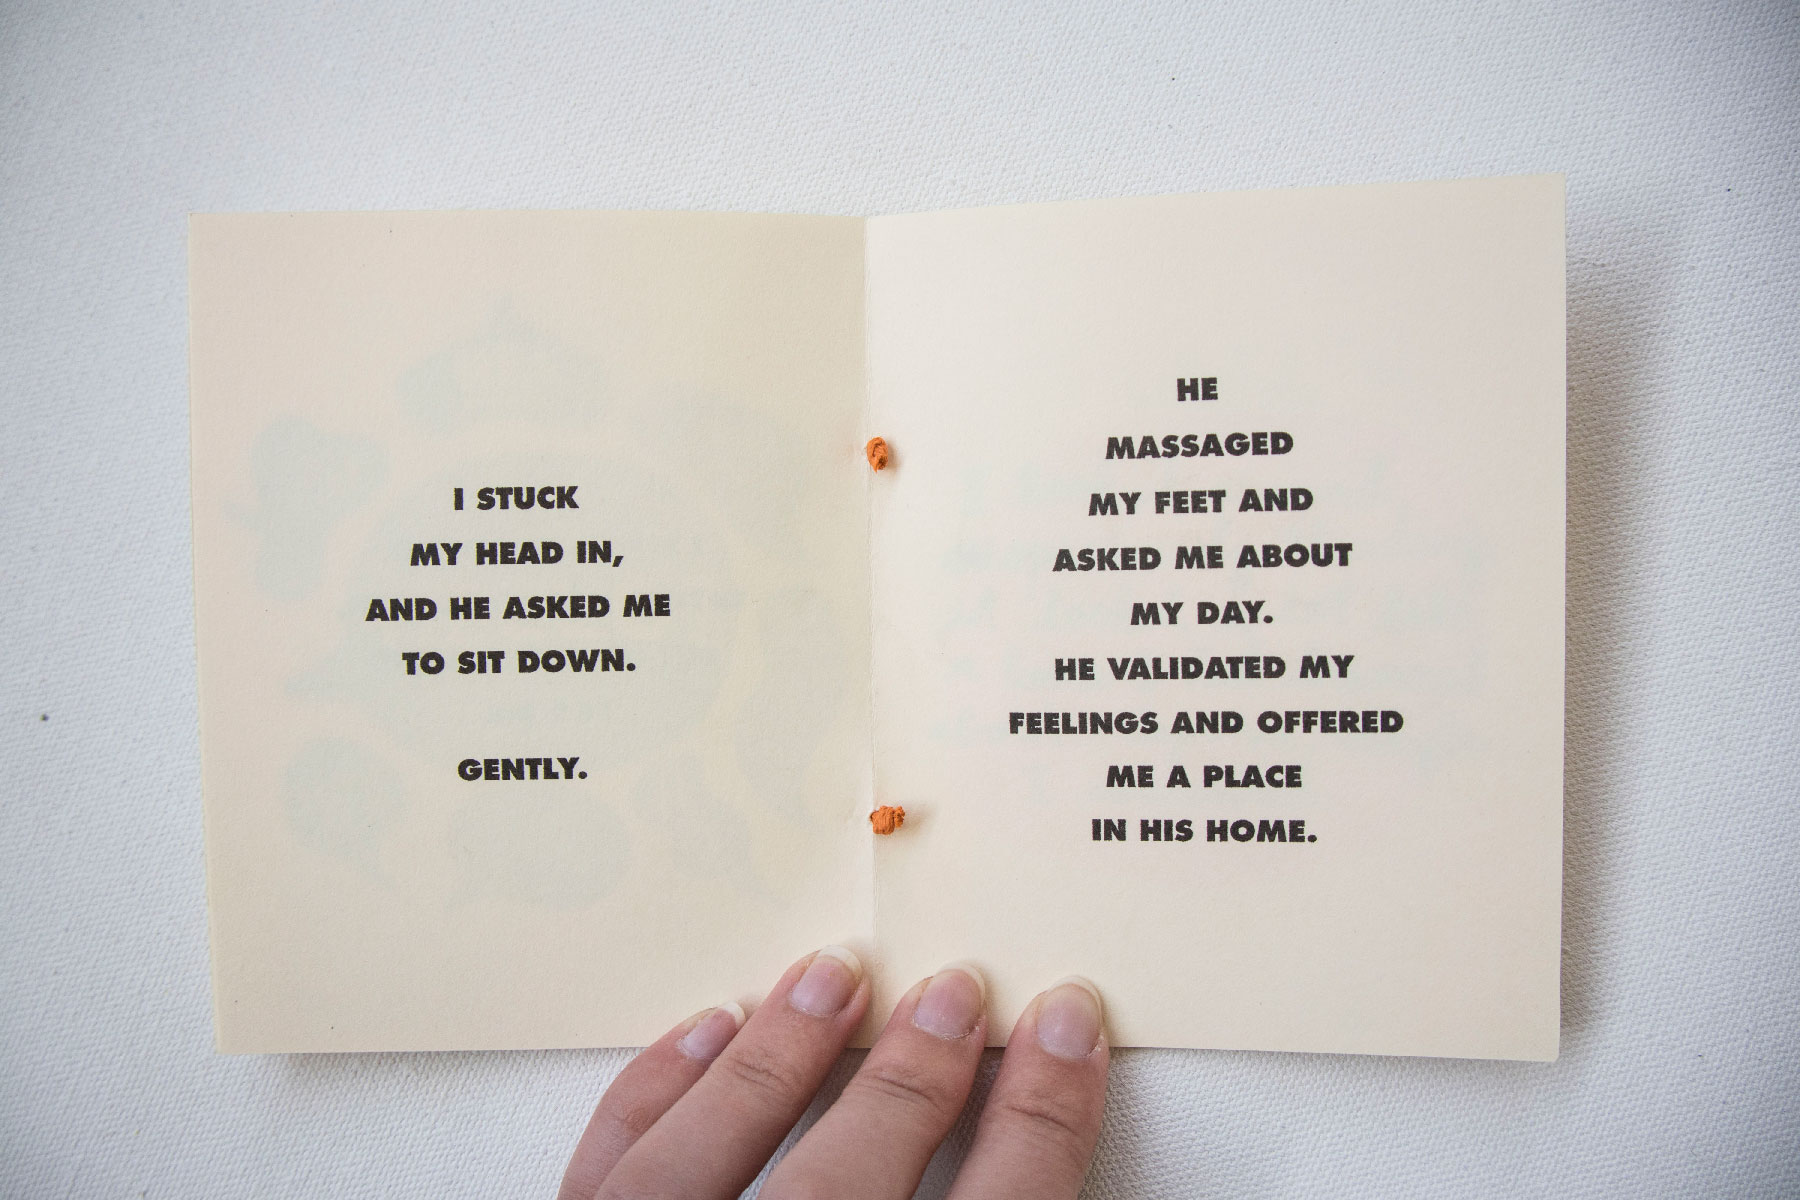 I STUCK
MY HEAD IN,
AND HE ASKED ME
TO SIT DOWN.
GENTLY.
HE
MASSAGED
MY FEET AND
ASKED ME ABOUT
MY DAY.
HE VALIDATED MY
FEELINGS AND OFFERED
ME A PLACE
IN HIS HOME.